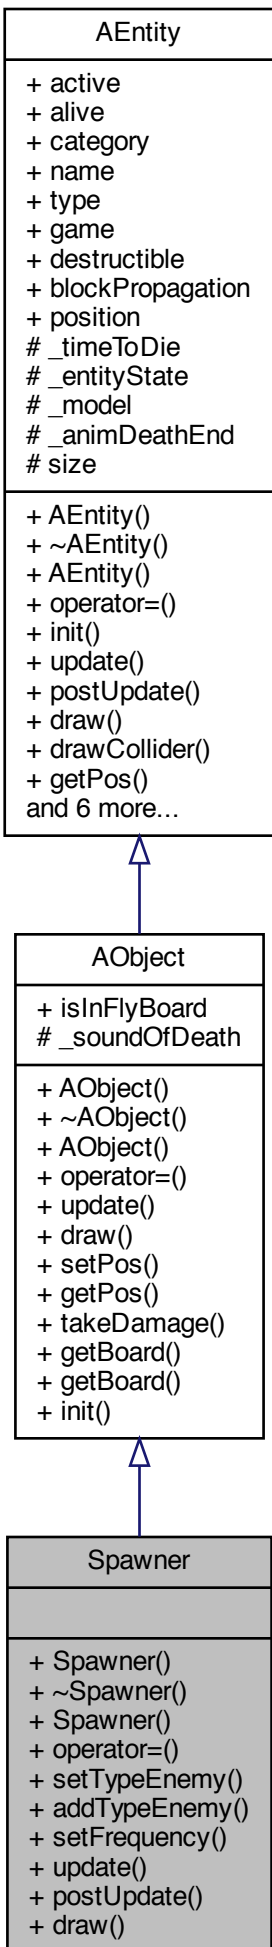 AEntity
+ active
+ alive
+ category
+ name
+ type
+ game
+ destructible
+ blockPropagation
+ position
# _timeToDie
# _entityState
# _model
# _animDeathEnd
# size
+ AEntity()
+ ~AEntity()
+ AEntity()
+ operator=()
+ init()
+ update()
+ postUpdate()
+ draw()
+ drawCollider()
+ getPos()
and 6 more...
AObject
+ isInFlyBoard
# _soundOfDeath
+ AObject()
+ ~AObject()
+ AObject()
+ operator=()
+ update()
+ draw()
+ setPos()
+ getPos()
+ takeDamage()
+ getBoard()
+ getBoard()
+ init()
Spawner
+ Spawner()
+ ~Spawner()
+ Spawner()
+ operator=()
+ setTypeEnemy()
+ addTypeEnemy()
+ setFrequency()
+ update()
+ postUpdate()
+ draw()